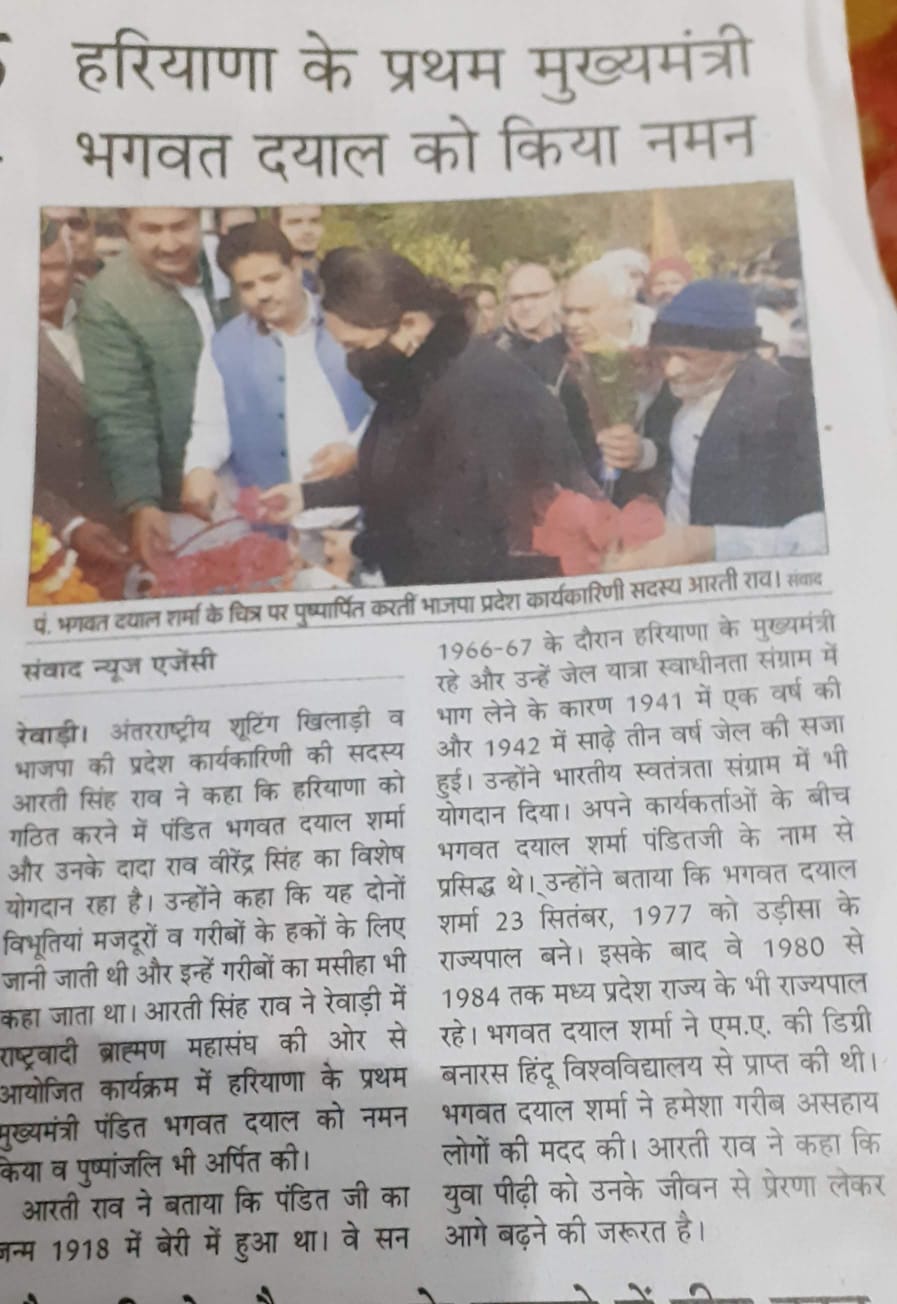 हरियाणा के प्रथम मुख्यमंत्री
भगवत दयाल को किया नमन
पं. भगवत दयाल शर्मा के चित्र पर पुष्पार्पित करतीं भाजपा प्रदेश कार्यकारिणी सदस्य आरती राव। संवाद
संवाद न्यूज एजेंसी
रेवाड़ी। अंतरराष्ट्रीय शूटिंग खिलाड़ी व
भाजपा की प्रदेश कार्यकारिणी की सदस्य
आरती सिंह राव ने कहा कि हरियाणा को
गठित करने में पंडित भगवत दयाल शर्मा
और उनके दादा राव वीरेंद्र सिंह का विशेष
योगदान रहा है। उन्होंने कहा कि यह दोनों
विभूतियां मजदूरों व गरीबों के हकों के लिए
जानी जाती थी और इन्हें गरीबों का मसीहा भी
कहा जाता था। आरती सिंह राव ने रेवाड़ी में
राष्ट्रवादी ब्राह्मण महासंघ की ओर से
आयोजित कार्यक्रम में हरियाणा के प्रथम
मुख्यमंत्री पंडित भगवत दयाल को नमन
किया व पुष्पांजलि भी अर्पित की।
आरती राव ने बताया कि पंडित जी का
जन्म 1918 में बेरी में हुआ था। वे सन
1966-67 के दौरान हरियाणा के मुख्यमंत्री
रहे और उन्हें जेल यात्रा स्वाधीनता संग्राम में
भाग लेने के कारण 1941 में एक वर्ष की
और 1942 में साढ़े तीन वर्ष जेल की सजा
हुई। उन्होंने भारतीय स्वतंत्रता संग्राम में भी
योगदान दिया। अपने कार्यकर्ताओं के बीच
भगवत दयाल शर्मा पंडितजी के नाम से
प्रसिद्ध थे। उन्होंने बताया कि भगवत दयाल
शर्मा 23 सितंबर, 1977 को उड़ीसा के
राज्यपाल बने। इसके बाद वे 1980 से
1984 तक मध्य प्रदेश राज्य के भी राज्यपाल
रहे। भगवत दयाल शर्मा ने एम.ए. की डिग्री
बनारस हिंदू विश्वविद्यालय से प्राप्त की थी।
भगवत दयाल शर्मा ने हमेशा गरीब असहाय
लोगों की मदद की। आरती राव ने कहा कि
युवा पीढ़ी को उनके जीवन से प्रेरणा लेकर
आगे बढ़ने की जरूरत है।